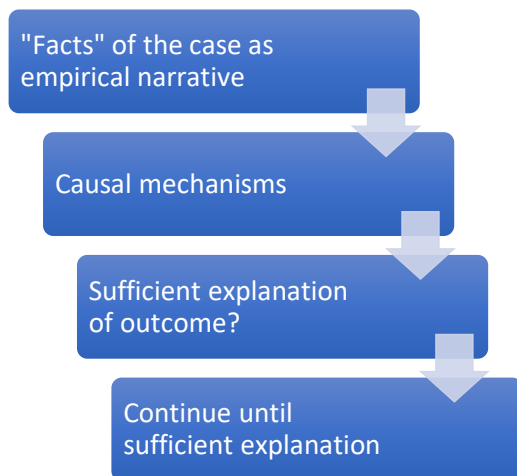 "Facts" of the case as
empirical narrative
Causal mechanisms
Sufficient explanation
of outcome?
Continue until
sufficient explanation